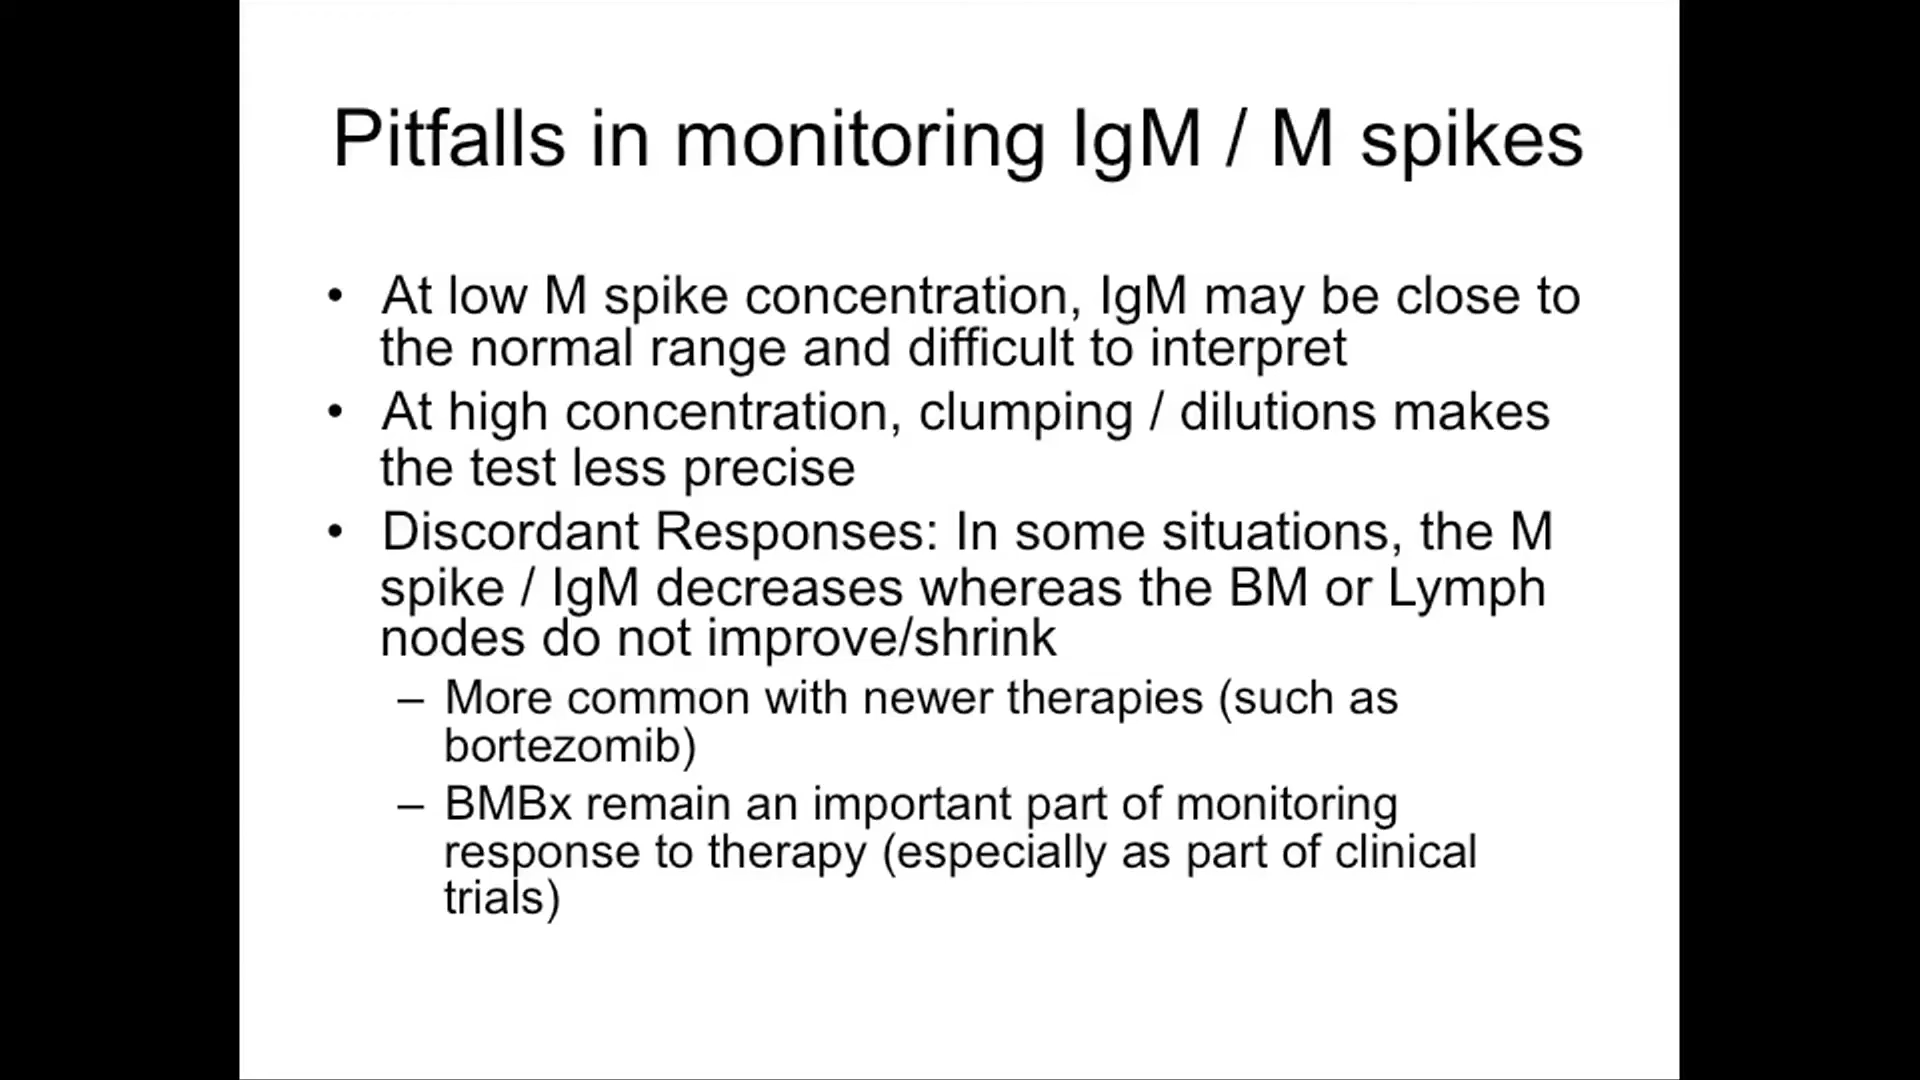 Pitfalls in monitoring IgM / M spikes
• At low M spike concentration, IgM may be close to
the normal range and difficult to interpret
• At high concentration, clumping / dilutions makes
the test less precise
• Discordant Responses: In some situations, the M
spike / IgM decreases whereas the BM or Lymph
nodes do not improve/shrink
– More common with newer therapies (such as
bortezomib)
– BMBx remain an important part of monitoring
response to therapy (especially as part of clinical
trials)